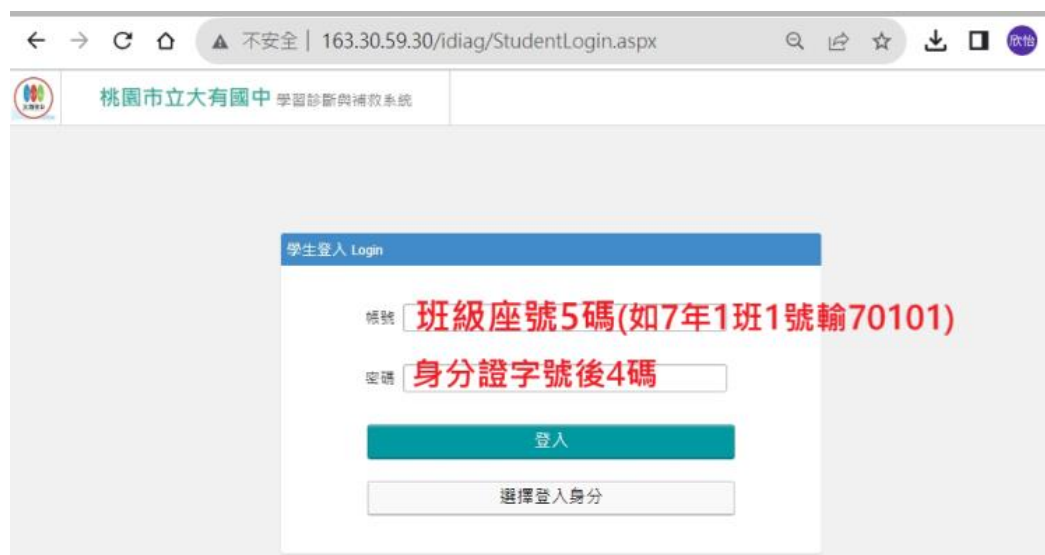 不安全 | 163.30.59.30/idiag/StudentLogin.aspx
欣怡
桃園市立大有國中 學習診斷與補救系統
學生登入 Login
帳號 班級座號5碼(如7年1班1號輸70101)
密碼 身分證字號後4碼
登入
選擇登入身分